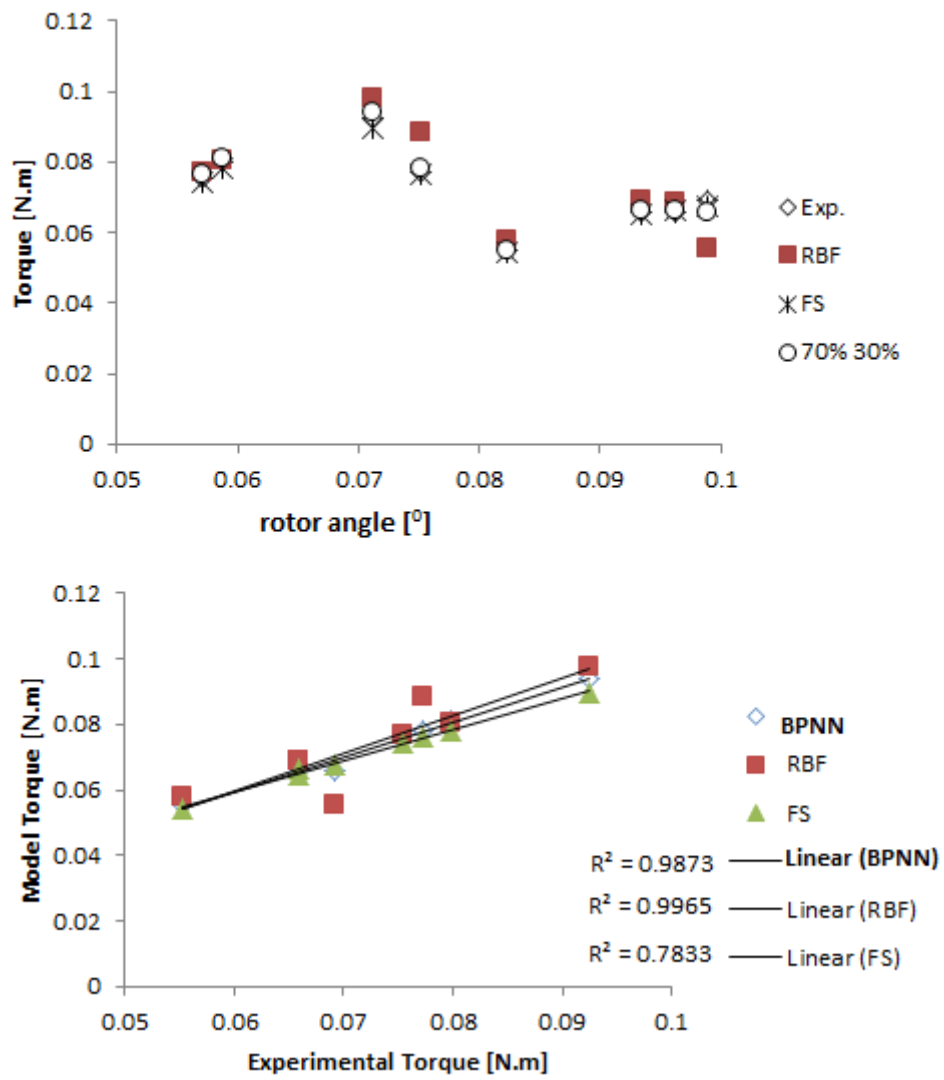 0.12
0.1
0.08
0.06
0.04
0.02
0
Torque [N.m]
0.05 0.06 0.07 0.08 0.09 0.1
rotor angle [⁰]
Exp.
RBF
FS
70% 30%
0.12
0.1
0.08
0.06
0.04
0.02
0
Model Torque [N.m]
0.05 0.06 0.07 0.08 0.09 0.1
Experimental Torque [N.m]
BPNN
RBF
FS
R² = 0.9873 Linear (BPNN)
R² = 0.9965 Linear (RBF)
R² = 0.7833 Linear (FS)